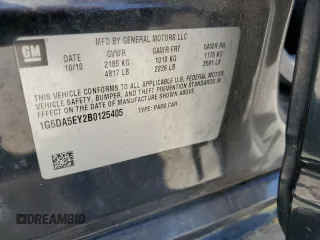 GM
MFD BY GENERAL MOTORS LLC
DATE GVWR GAWR FRT GAWR RR
10/10 2185 KG 1010 KG 1175 KG
4817 LB 2226 LB 2591 LB
THIS VEHICLE CONFORMS TO ALL APPLICABLE U.S. FEDERAL MOTOR
VEHICLE SAFETY, BUMPER, AND THEFT PREVENTION STANDARDS IN
EFFECT ON THE DATE OF MANUFACTURE SHOWN ABOVE.
1G6DA5EY2B0125405 TYPE: PASS CAR
DREAMBID